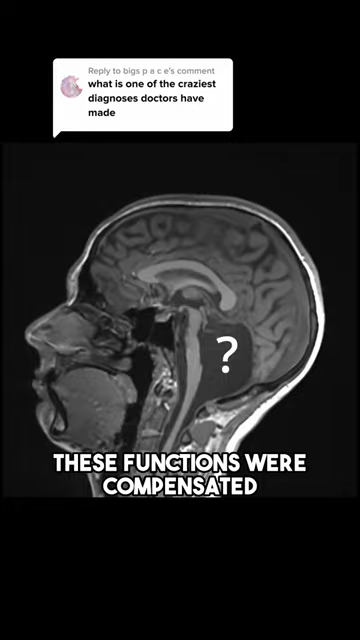 Reply to bigs p a c e's comment
what is one of the craziest
diagnoses doctors have
made
?
THESE FUNCTIONS WERE
COMPENSATED